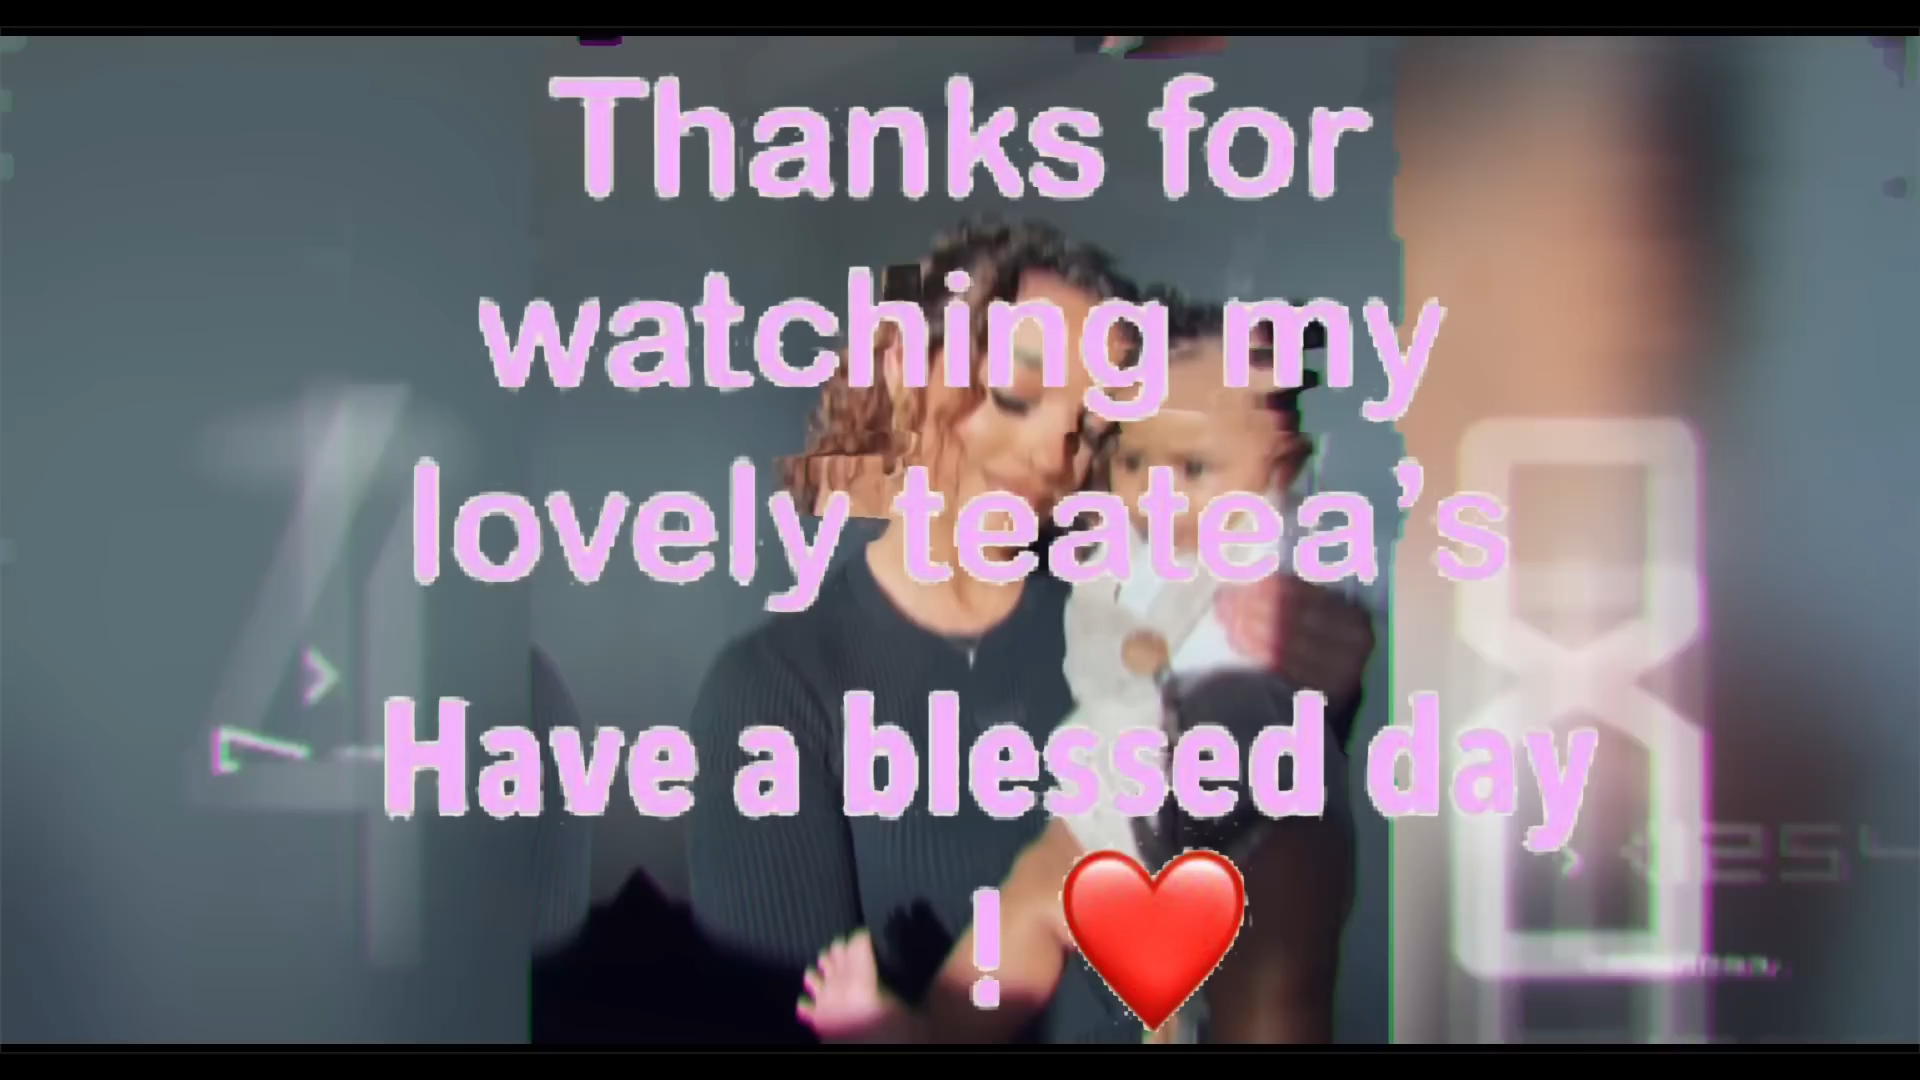 Thanks for
watching my
lovely teatea’s
Have a blessed day
! ❤️